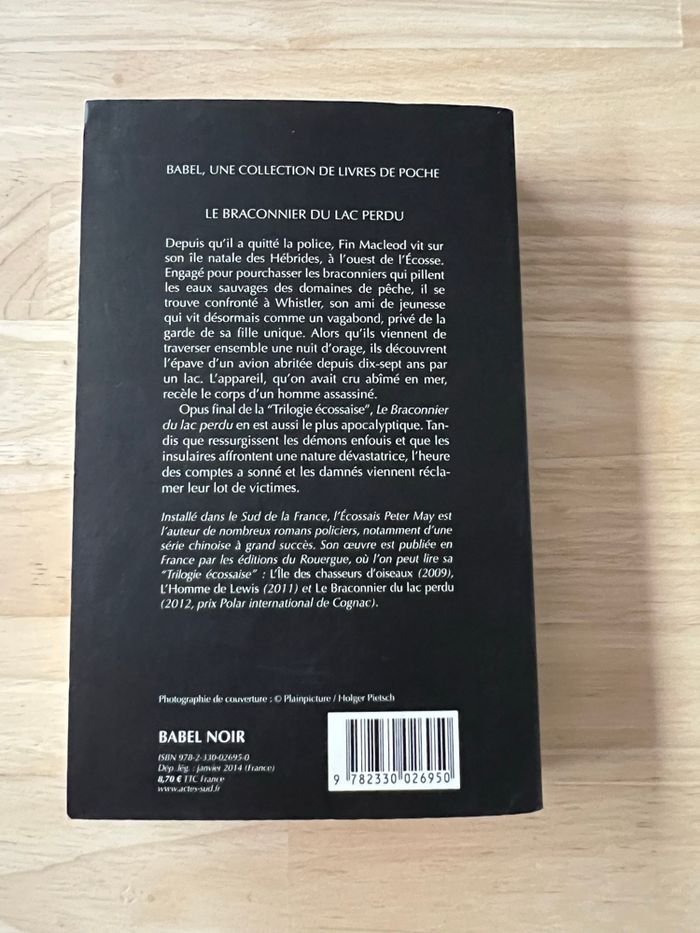 BABEL, UNE COLLECTION DE LIVRES DE POCHE
LE BRACONNIER DU LAC PERDU
Depuis qu’il a quitté la police, Fin Macleod vit sur
son île natale des Hébrides, à l’ouest de l’Écosse.
Engagé pour pourchasser les braconniers qui pillent
les eaux sauvages des domaines de pêche, il se
trouve confronté à Whistler, son ami de jeunesse
qui vit désormais comme un vagabond, privé de la
garde de sa fille unique. Alors qu’ils viennent de
traverser ensemble une nuit d’orage, ils découvrent
l’épave d’un avion abritée depuis dix-sept ans par
un lac. L’appareil, qu’on avait cru abîmé en mer,
recèle le corps d’un homme assassiné.
Opus final de la “Trilogie écossaise”, Le Braconnier
du lac perdu en est aussi le plus apocalyptique. Tan-
dis que ressurgissent les démons enfouis et que les
insulaires affrontent une nature dévastatrice, l’heure
des comptes a sonné et les damnés viennent récla-
mer leur lot de victimes.
Installé dans le Sud de la France, l’Écossais Peter May est
l’auteur de nombreux romans policiers, notamment d’une
série chinoise à grand succès. Son œuvre est publiée en
France par les éditions du Rouergue, où l’on peut lire sa
“Trilogie écossaise” : L’Île des chasseurs d’oiseaux (2009),
L’Homme de Lewis (2011) et Le Braconnier du lac perdu
(2012, prix Polar international de Cognac).
Photographie de couverture : © Plainpicture / Holger Pietsch
BABEL NOIR
ISBN 978-2-330-02695-0
Dép. lég. : janvier 2014 (France)
8,70 € TTC France
www.actes-sud.fr
9 782330 026950